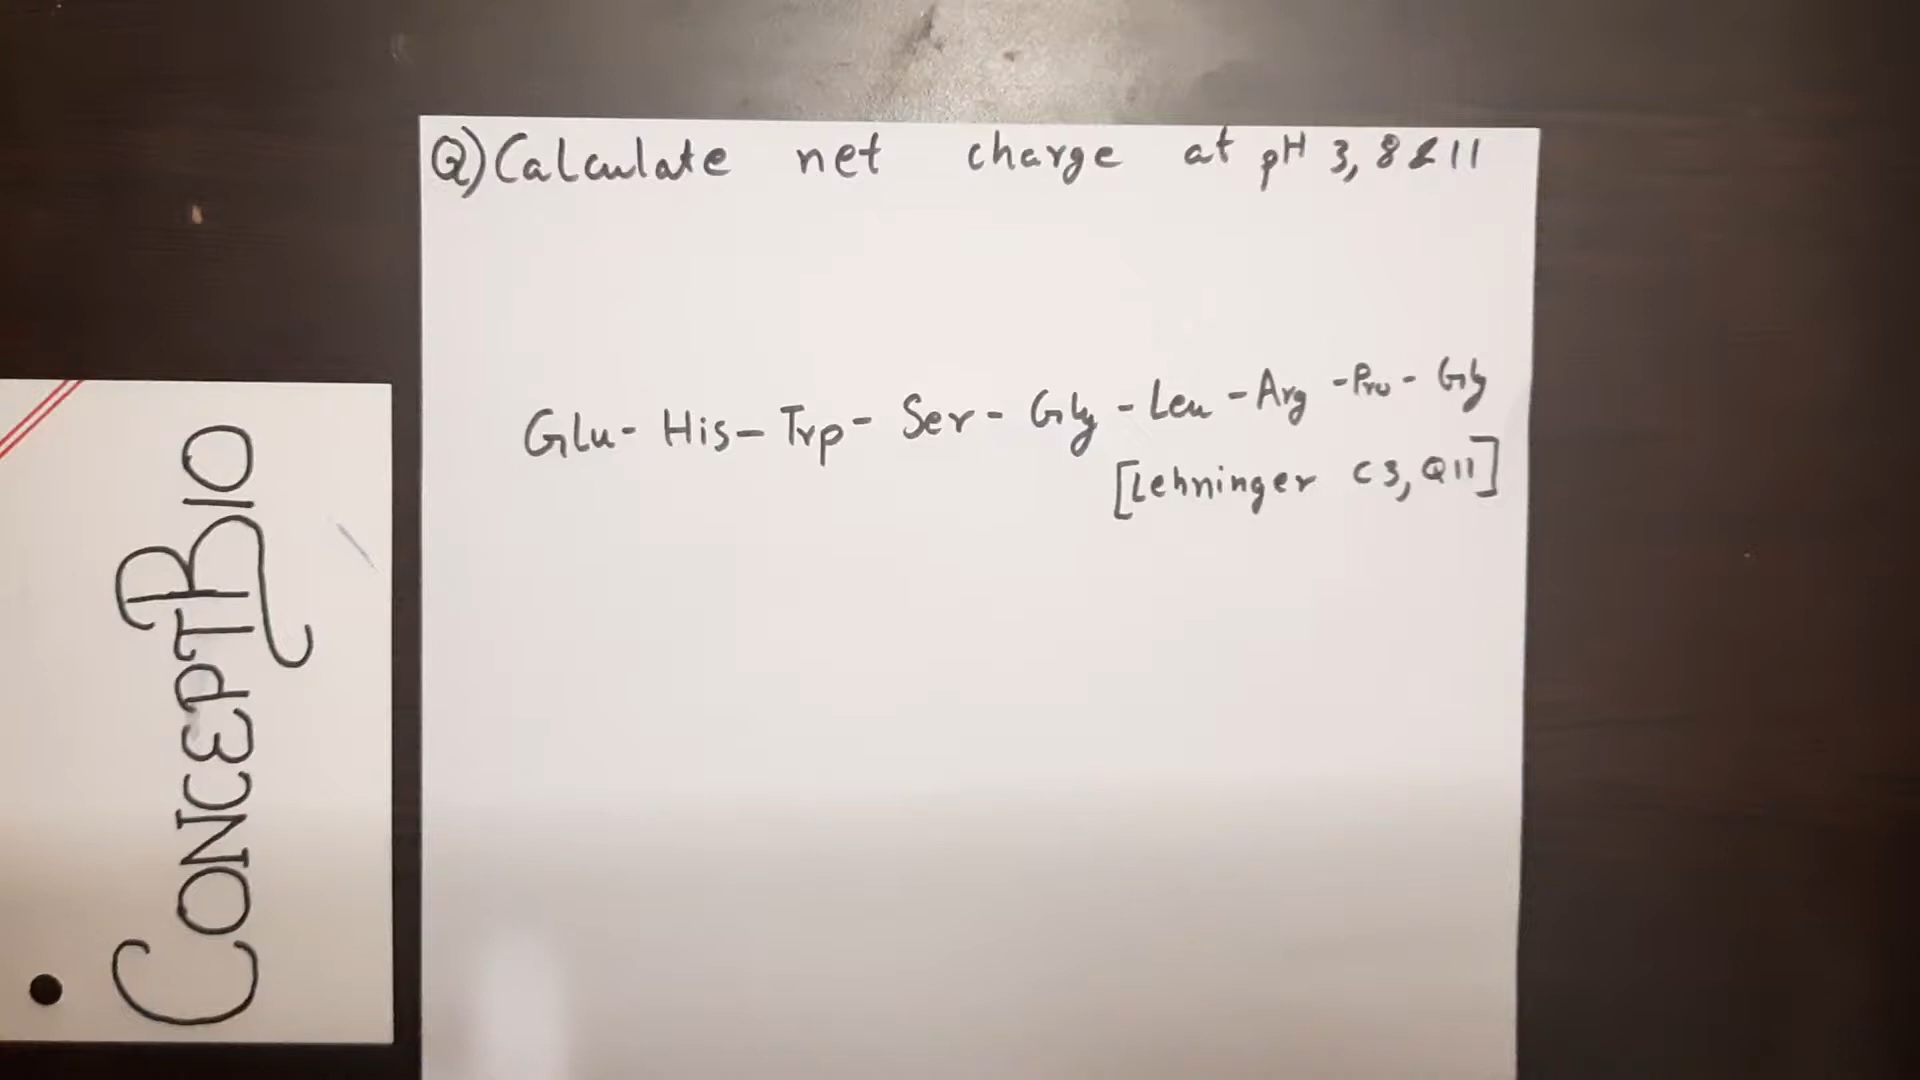 Q) Calculate net charge at pH 3, 8 & 11
Glu - His - Trp - Ser - Gly - Leu - Arg - Pro - Gly
[Lehninger C3, Q11]
CONCEPTBIO